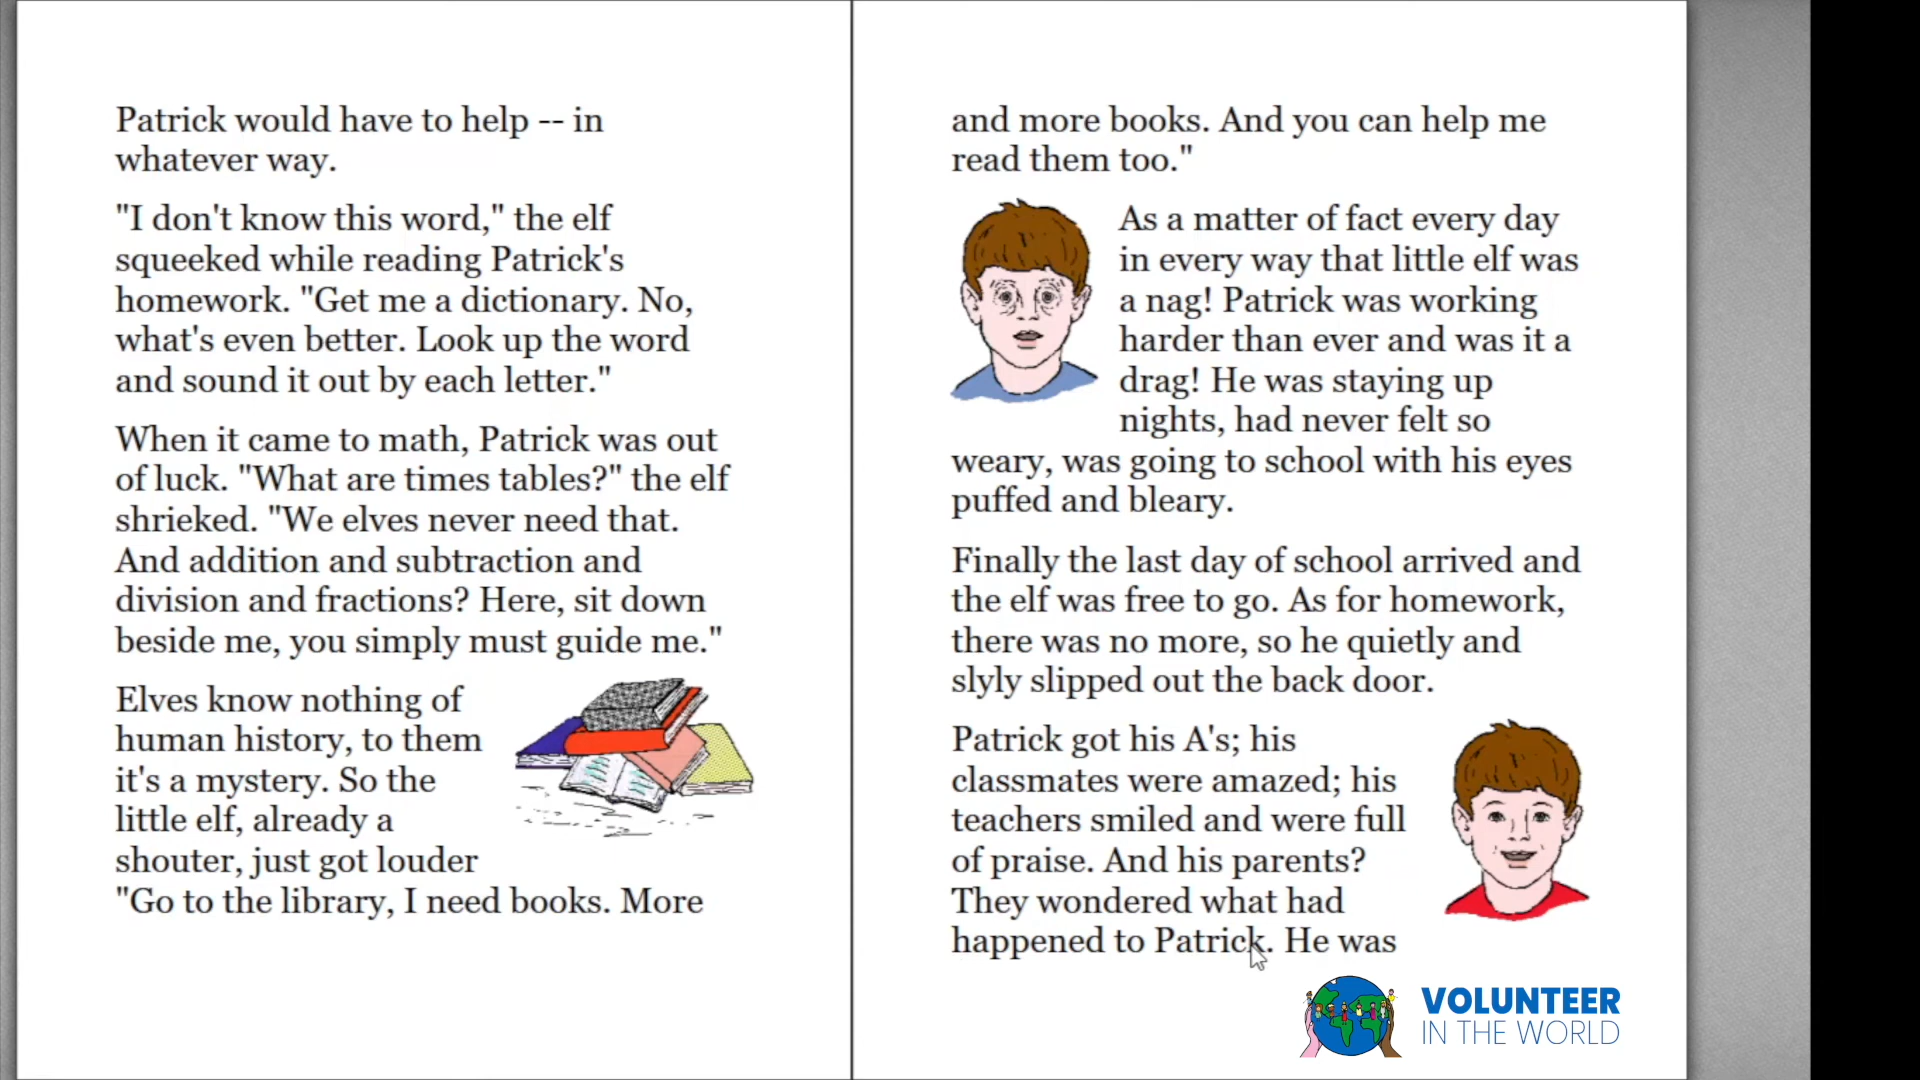 Patrick would have to help -- in
whatever way.
"I don't know this word," the elf
squeeked while reading Patrick's
homework. "Get me a dictionary. No,
what's even better. Look up the word
and sound it out by each letter."
When it came to math, Patrick was out
of luck. "What are times tables?" the elf
shrieked. "We elves never need that.
And addition and subtraction and
division and fractions? Here, sit down
beside me, you simply must guide me."
Elves know nothing of
human history, to them
it's a mystery. So the
little elf, already a
shouter, just got louder
"Go to the library, I need books. More
and more books. And you can help me
read them too."
As a matter of fact every day
in every way that little elf was
a nag! Patrick was working
harder than ever and was it a
drag! He was staying up
nights, had never felt so
weary, was going to school with his eyes
puffed and bleary.
Finally the last day of school arrived and
the elf was free to go. As for homework,
there was no more, so he quietly and
slyly slipped out the back door.
Patrick got his A's; his
classmates were amazed; his
teachers smiled and were full
of praise. And his parents?
They wondered what had
happened to Patrick. He was
VOLUNTEER
IN THE WORLD